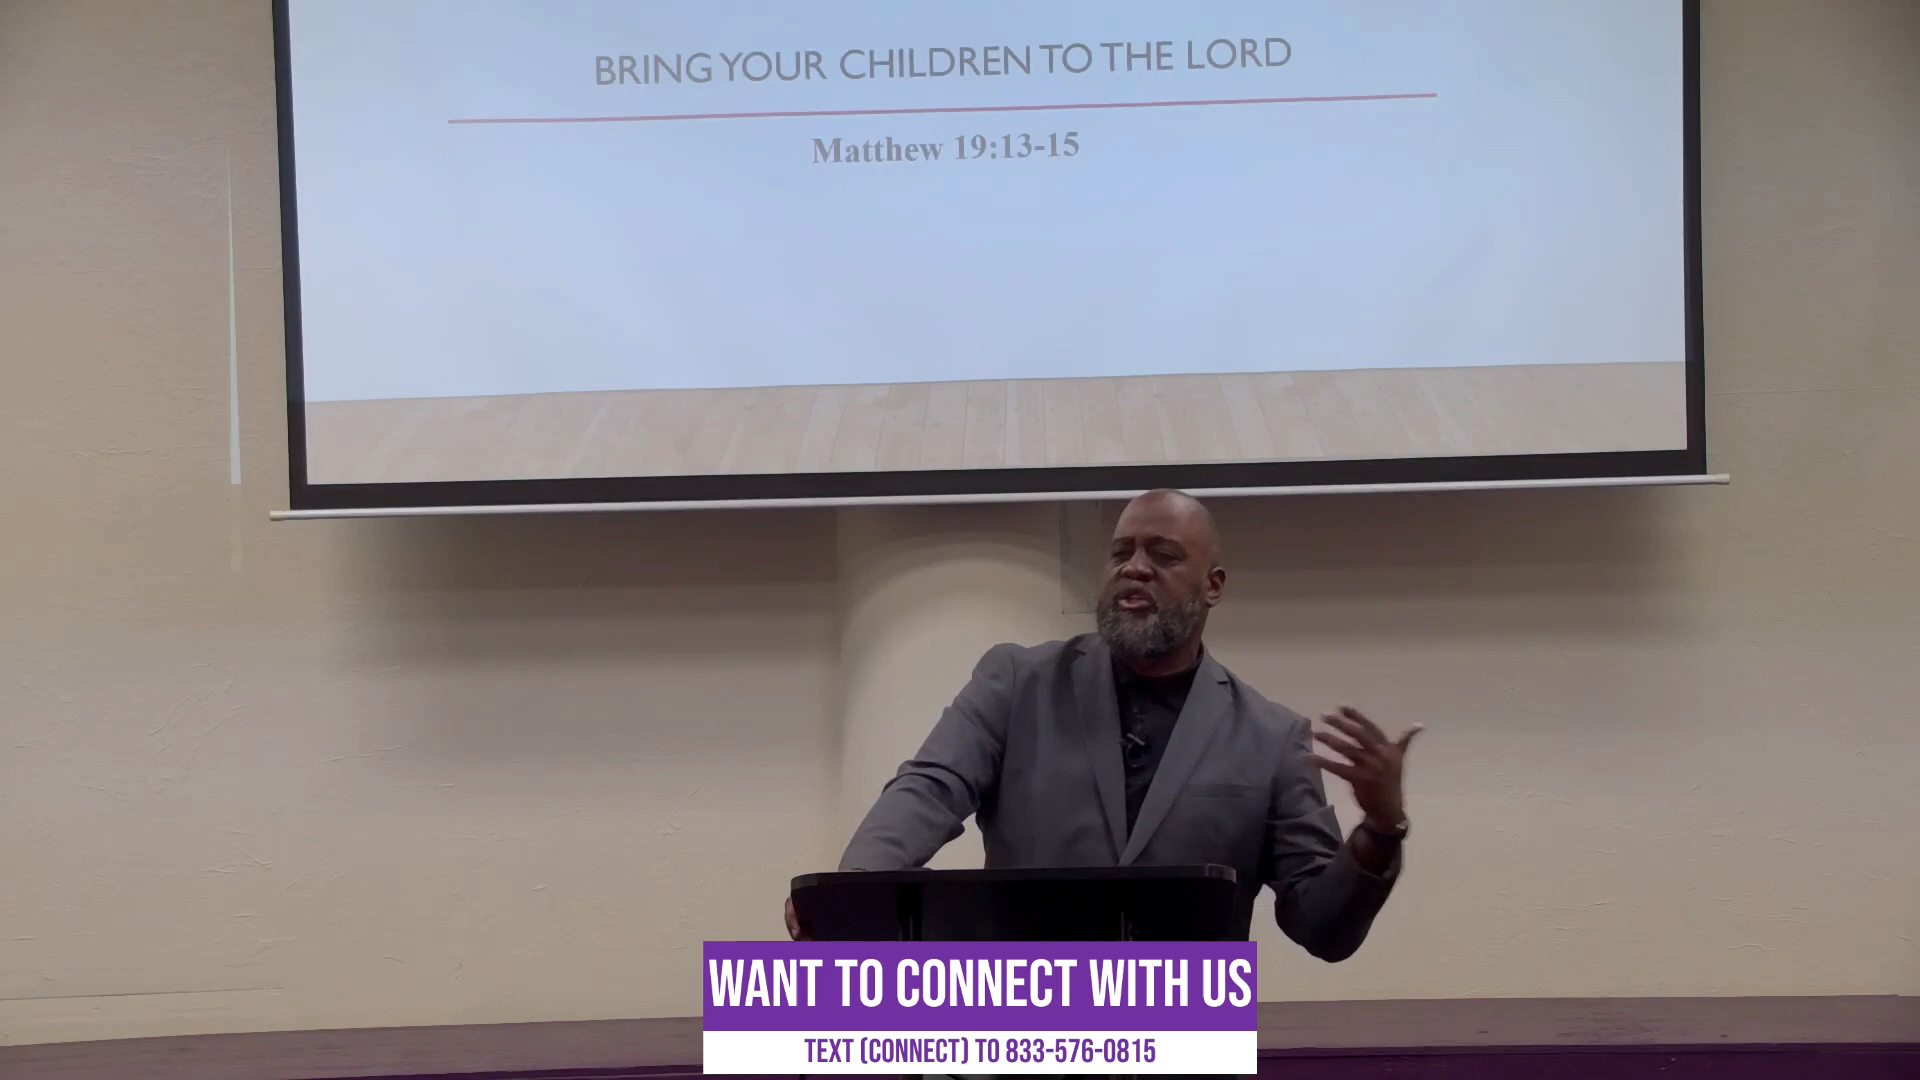 BRING YOUR CHILDREN TO THE LORD
Matthew 19:13-15
WANT TO CONNECT WITH US
TEXT (CONNECT) TO 833-576-0815